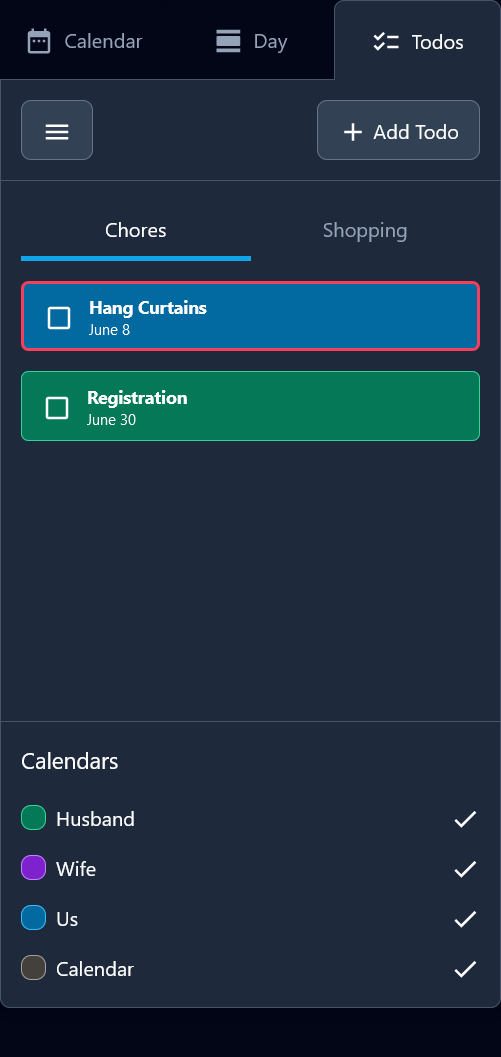 Calendar
Day
Todos
Add Todo
Chores
Shopping
Hang Curtains
June 8
Registration
June 30
Calendars
Husband
Wife
Us
Calendar